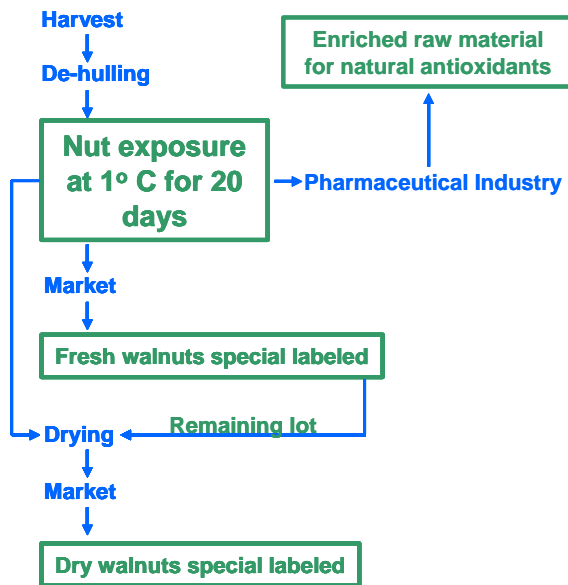 Harvest
De-hulling
Nut exposure
at 1º C for 20
days
Enriched raw material
for natural antioxidants
Pharmaceutical Industry
Market
Fresh walnuts special labeled
Remaining lot
Drying
Market
Dry walnuts special labeled